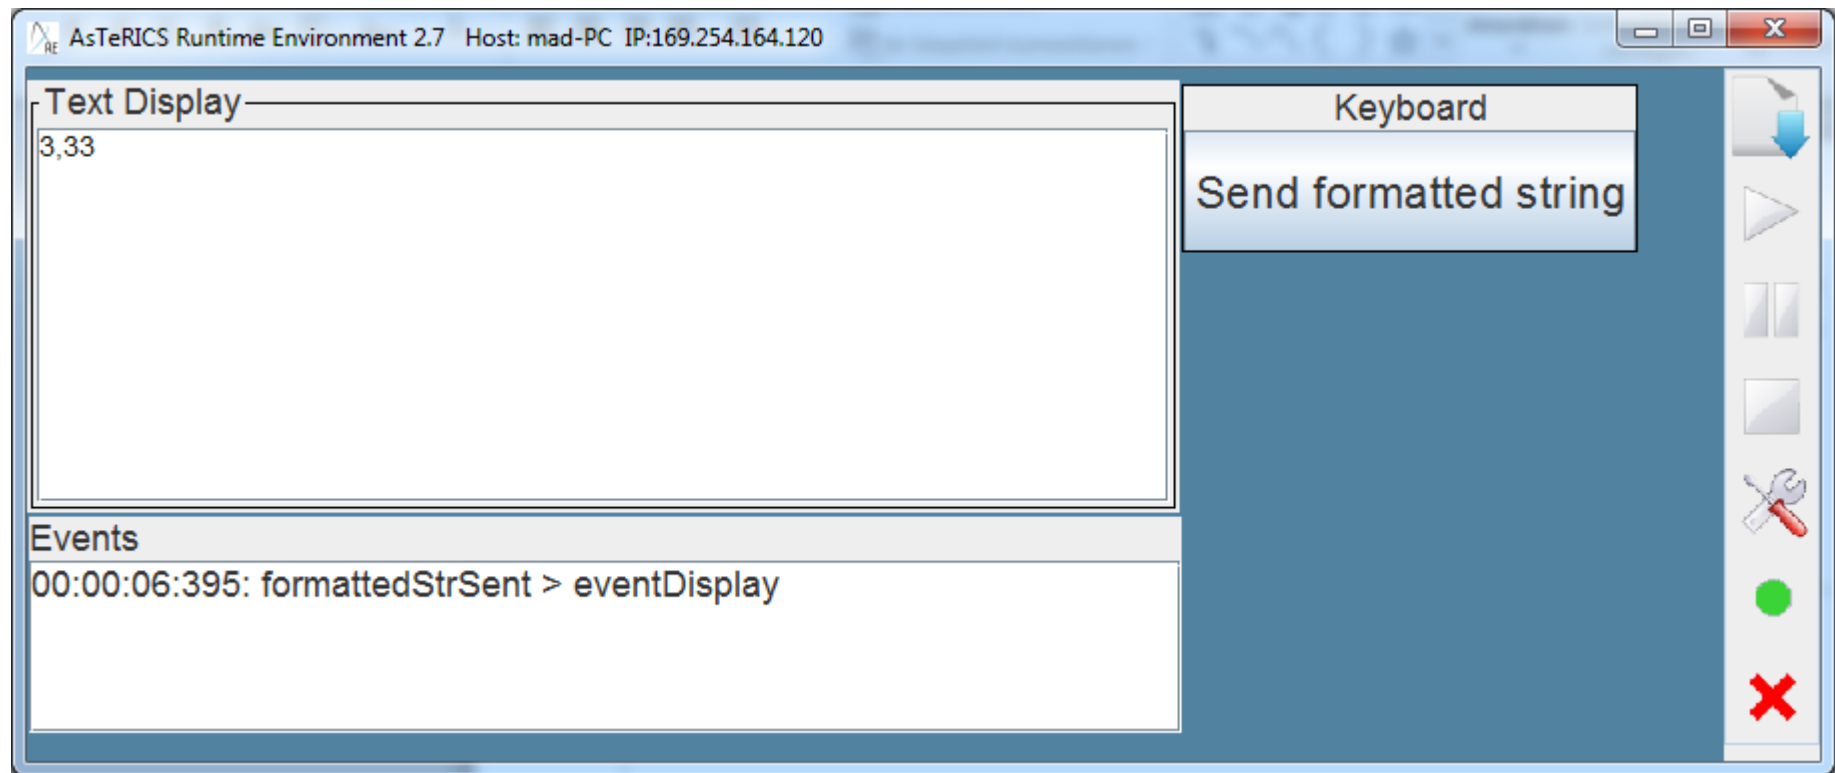 RE AsTeRICS Runtime Environment 2.7 Host: mad-PC IP:169.254.164.120
Text Display
3,33
Keyboard
Send formatted string
Events
00:00:06:395: formattedStrSent > eventDisplay